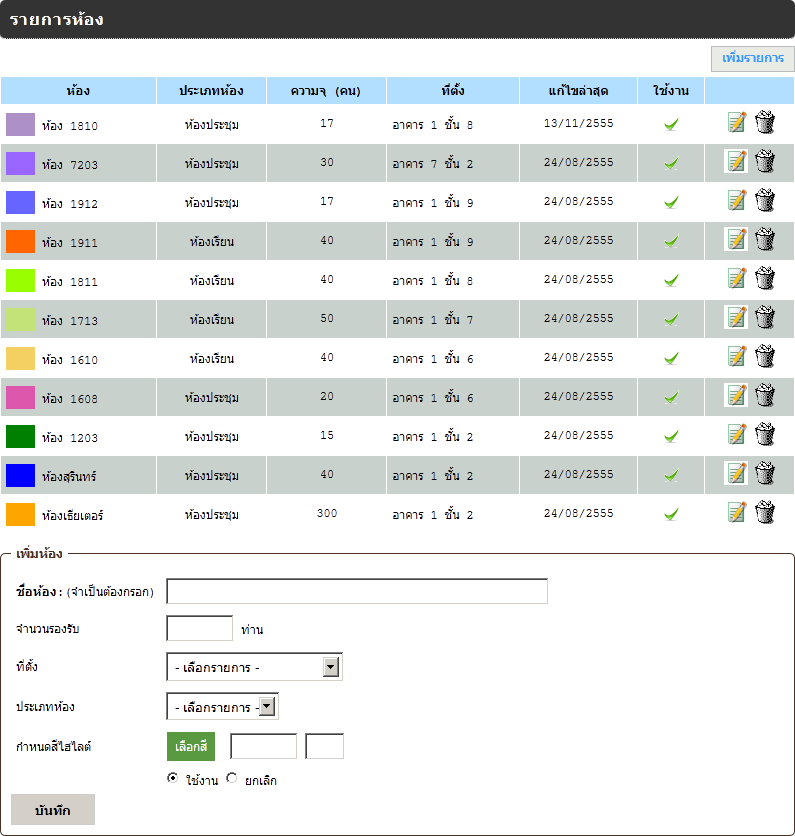 รายการห้อง
เพิ่มรายการ
ห้อง ประเภทห้อง ความจุ (คน) ที่ตั้ง แก้ไขล่าสุด ใช้งาน
ห้อง 1810 ห้องประชุม 17 อาคาร 1 ชั้น 8 13/11/2555
ห้อง 7203 ห้องประชุม 30 อาคาร 7 ชั้น 2 24/08/2555
ห้อง 1912 ห้องประชุม 17 อาคาร 1 ชั้น 9 24/08/2555
ห้อง 1911 ห้องเรียน 40 อาคาร 1 ชั้น 9 24/08/2555
ห้อง 1811 ห้องเรียน 40 อาคาร 1 ชั้น 8 24/08/2555
ห้อง 1713 ห้องเรียน 50 อาคาร 1 ชั้น 7 24/08/2555
ห้อง 1610 ห้องเรียน 40 อาคาร 1 ชั้น 6 24/08/2555
ห้อง 1608 ห้องประชุม 20 อาคาร 1 ชั้น 6 24/08/2555
ห้อง 1203 ห้องประชุม 15 อาคาร 1 ชั้น 2 24/08/2555
ห้องสุรินทร์ ห้องประชุม 40 อาคาร 1 ชั้น 2 24/08/2555
ห้องเธียเตอร์ ห้องประชุม 300 อาคาร 1 ชั้น 2 24/08/2555
เพิ่มห้อง
ชื่อห้อง : (จำเป็นต้องกรอก)
จำนวนรองรับ ท่าน
ที่ตั้ง - เลือกรายการ -
ประเภทห้อง - เลือกรายการ -
กำหนดสีไฮไลต์ เลือกสี
ใช้งาน ยกเลิก
บันทึก